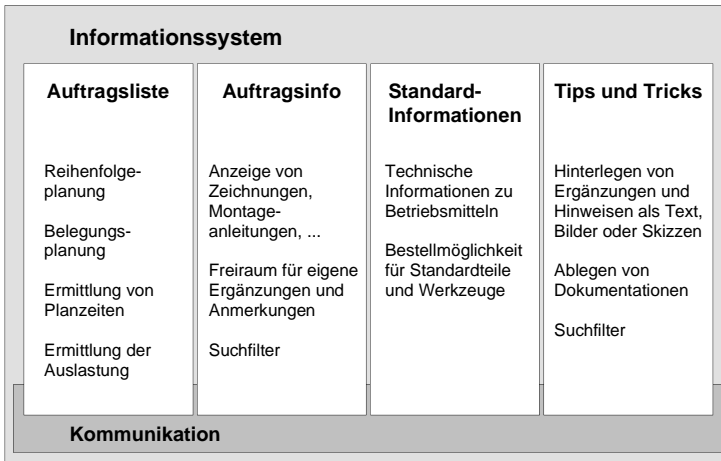 Informationssystem
Auftragsliste
Reihenfolge-
planung
Belegungs-
planung
Ermittlung von
Planzeiten
Ermittlung der
Auslastung
Auftragsinfo
Anzeige von
Zeichnungen,
Montage-
anleitungen, ...
Freiraum für eigene
Ergänzungen und
Anmerkungen
Suchfilter
Standard-
Informationen
Technische
Informationen zu
Betriebsmitteln
Bestellmöglichkeit
für Standardteile
und Werkzeuge
Tips und Tricks
Hinterlegen von
Ergänzungen und
Hinweisen als Text,
Bilder oder Skizzen
Ablegen von
Dokumentationen
Suchfilter
Kommunikation